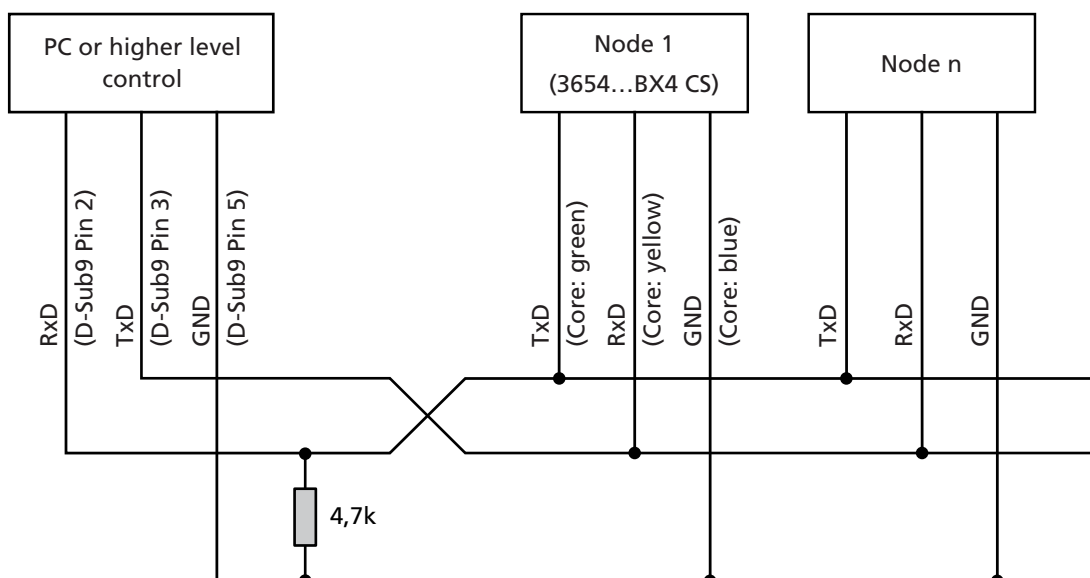 PC or higher level
control
Node 1
(3654…BX4 CS)
Node n
RxD
(D-Sub9 Pin 2)
TxD
(D-Sub9 Pin 3)
GND
(D-Sub9 Pin 5)
TxD
(Core: green)
RxD
(Core: yellow)
GND
(Core: blue)
TxD
RxD
GND
4,7k